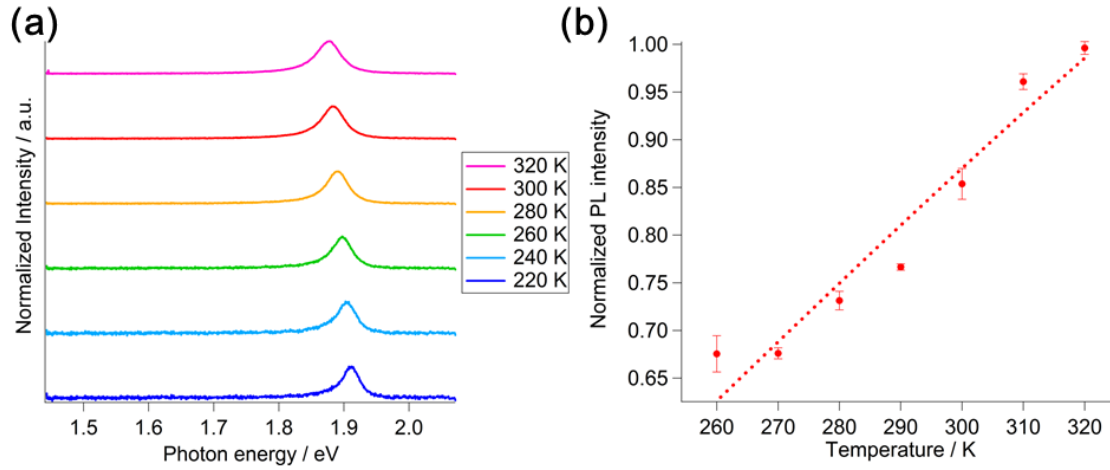 (a)
Normalized Intensity / a.u.
1.5 1.6 1.7 1.8 1.9 2.0
Photon energy / eV
320 K
300 K
280 K
260 K
240 K
220 K
(b)
Normalized PL intensity
1.00
0.95
0.90
0.85
0.80
0.75
0.70
0.65
260 270 280 290 300 310 320
Temperature / K